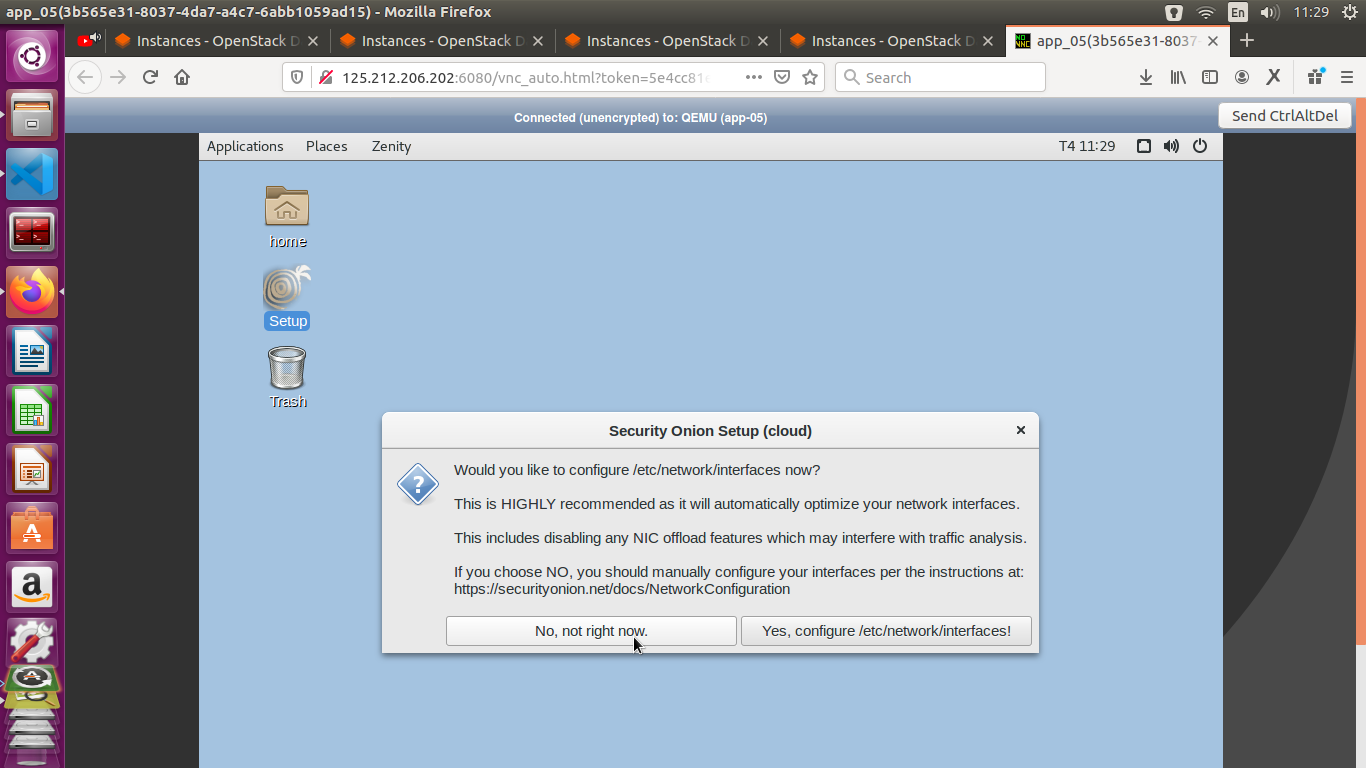 app_05(3b565e31-8037-4da7-a4c7-6abb1059ad15) - Mozilla Firefox
En
11:29
Instances - OpenStack D
Instances - OpenStack D
Instances - OpenStack D
Instances - OpenStack D
app_05(3b565e31-8037-
125.212.206.202:6080/vnc_auto.html?token=5e4cc81
Search
Connected (unencrypted) to: QEMU (app-05)
Send CtrlAltDel
Applications
Places
Zenity
T4 11:29
home
Setup
Trash
Security Onion Setup (cloud)
Would you like to configure /etc/network/interfaces now?
This is HIGHLY recommended as it will automatically optimize your network interfaces.
This includes disabling any NIC offload features which may interfere with traffic analysis.
If you choose NO, you should manually configure your interfaces per the instructions at:
https://securityonion.net/docs/NetworkConfiguration
No, not right now.
Yes, configure /etc/network/interfaces!